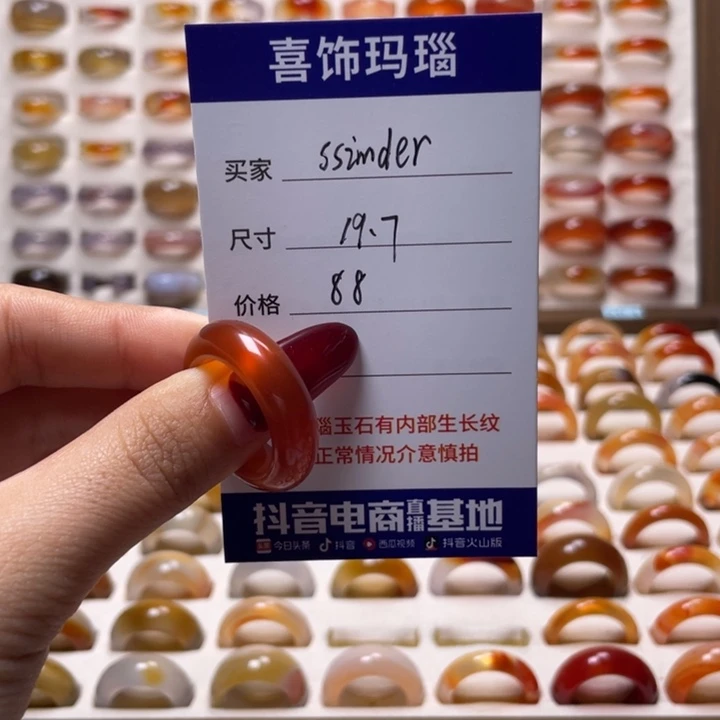 喜饰玛瑙
买家 ssimder
尺寸 19.7
价格 88
瑙玉石有内部生长纹
正常情况介意慎拍
抖音电商直播基地
今日头条 抖音 西瓜视频 抖音火山版